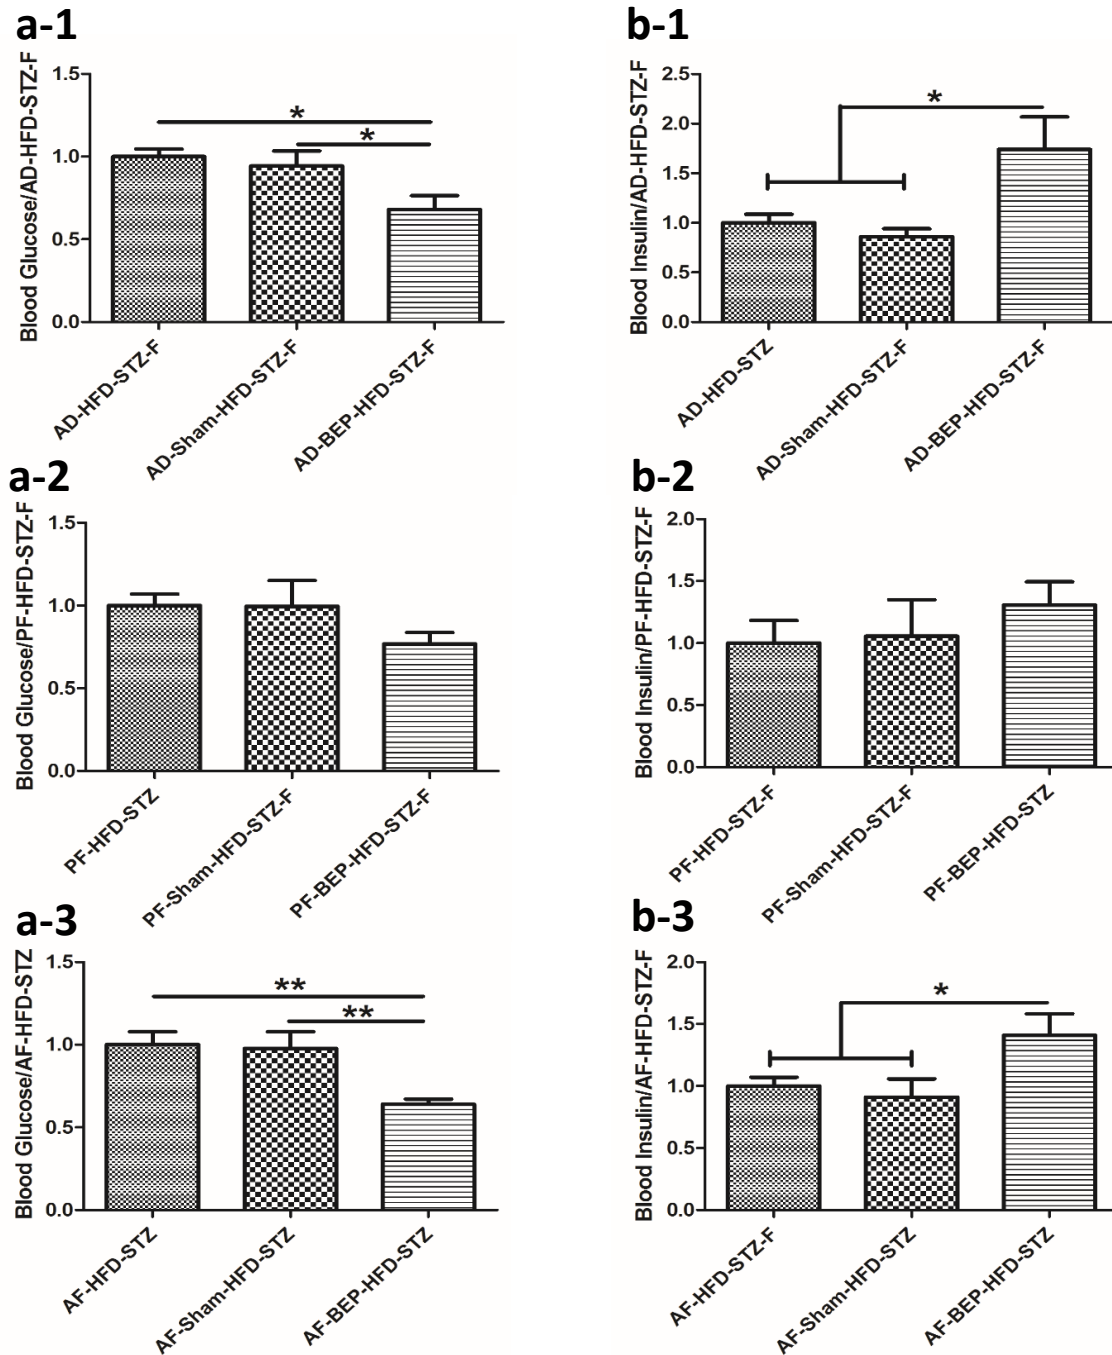 a-1
Blood Glucose/AD-HFD-STZ-F
1.5
1.0
0.5
0.0
*
*
AD-HFD-STZ-F
AD-Sham-HFD-STZ-F
AD-BEP-HFD-STZ-F
b-1
Blood Insulin/AD-HFD-STZ-F
2.5
2.0
1.5
1.0
0.5
0.0
*
AD-HFD-STZ
AD-Sham-HFD-STZ-F
AD-BEP-HFD-STZ-F
a-2
Blood Glucose/PF-HFD-STZ-F
1.5
1.0
0.5
0.0
PF-HFD-STZ
PF-Sham-HFD-STZ-F
PF-BEP-HFD-STZ-F
b-2
Blood Insulin/PF-HFD-STZ-F
2.0
1.5
1.0
0.5
0.0
PF-HFD-STZ-F
PF-Sham-HFD-STZ-F
PF-BEP-HFD-STZ
a-3
Blood Glucose/AF-HFD-STZ
1.5
1.0
0.5
0.0
**
**
AF-HFD-STZ
AF-Sham-HFD-STZ
AF-BEP-HFD-STZ
b-3
Blood Insulin/AF-HFD-STZ-F
2.0
1.5
1.0
0.5
0.0
*
AF-HFD-STZ-F
AF-Sham-HFD-STZ
AF-BEP-HFD-STZ